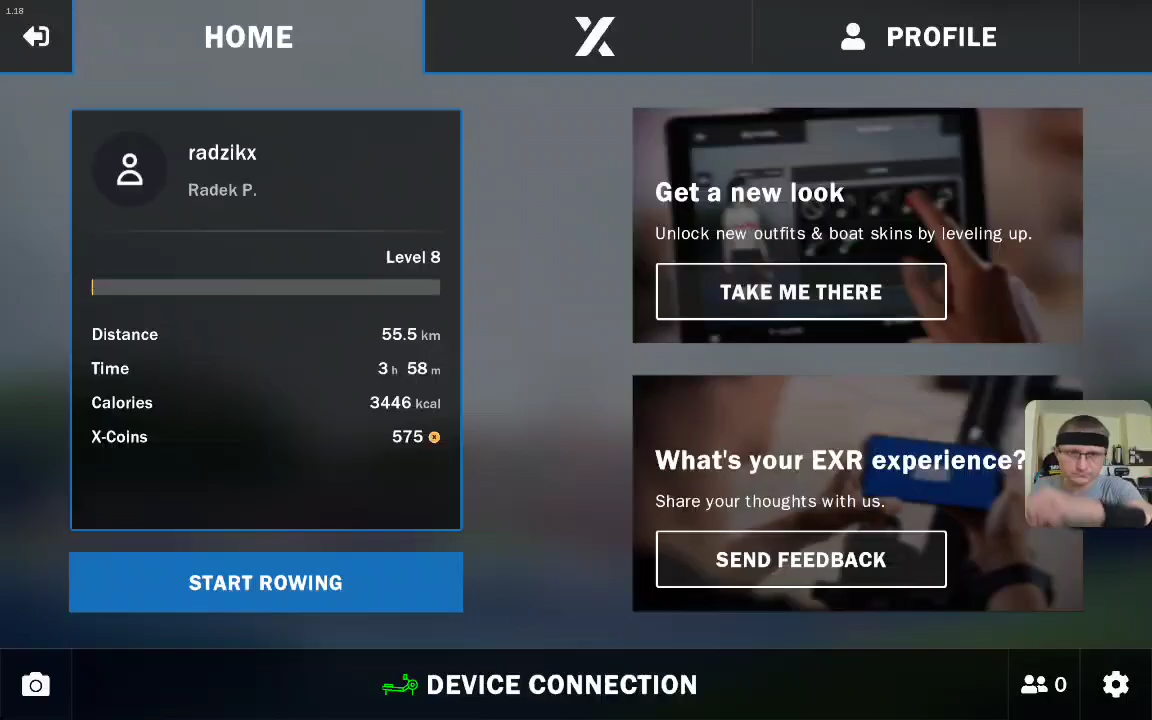 1.18
HOME
PROFILE
radzikx
Radek P.
Level 8
Distance 55.5 km
Time 3 h 58 m
Calories 3446 kcal
X-Coins 575
START ROWING
Get a new look
Unlock new outfits & boat skins by leveling up.
TAKE ME THERE
What's your EXR experience?
Share your thoughts with us.
SEND FEEDBACK
DEVICE CONNECTION
0